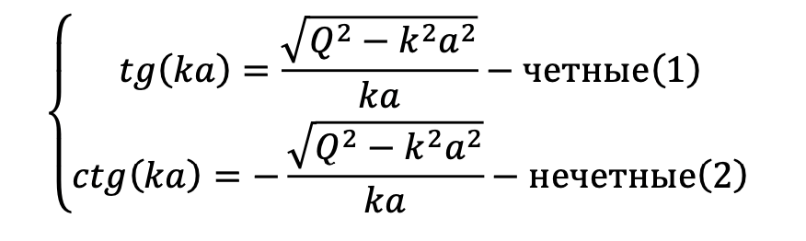 tg(ka) = √(Q² − k²a²) / ka − четные(1)
ctg(ka) = − √(Q² − k²a²) / ka − нечетные(2)